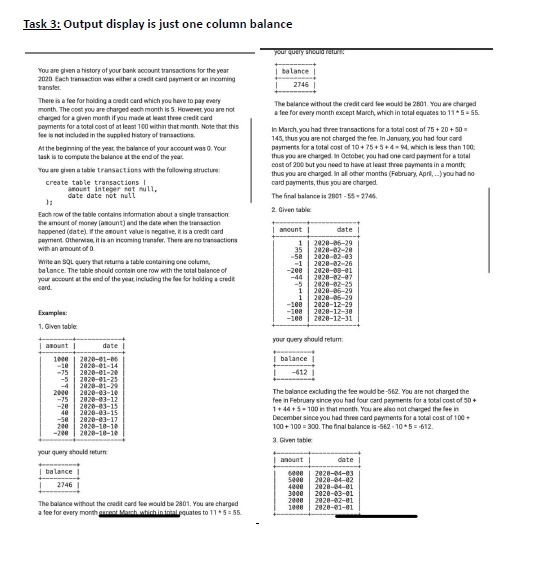 Task 3: Output display is just one column balance
You are given a history of your bank account transactions for the year
2020. Each transaction was either a credit card payment or an incoming
transfer.
There is a fee for holding a credit card which you have to pay every
month. The cost you are charged each month is 5. However, you are not
charged for a given month if you made at least three credit card
payments for a total cost of at least 100 within that month. Note that this
fee is not included in the supplied history of transactions.
At the beginning of the year, the balance of your account was 0. Your
task is to compute the balance at the end of the year.
You are given a table transactions with the following structure:
create table transactions (
amount integer not null,
date date not null
);
Each row of the table contains information about a single transaction:
the amount of money (amount) and the date when the transaction
happened (date). If the amount value is negative, it is a credit card
payment. Otherwise, it is an incoming transfer. There are no transactions
with an amount of 0.
Write an SQL query that returns a table containing one column,
balance. The table should contain one row with the total balance of
your account at the end of the year, including the fee for holding a credit
card.
Examples:
1. Given table:
+--------+------------+
| amount | date |
+--------+------------+
| 1000 | 2020-01-06
| -10 | 2020-01-14
| -75 | 2020-01-20
| -5 | 2020-01-25
| -4 | 2020-01-29
| 2000 | 2020-03-10
| -75 | 2020-03-12
| -20 | 2020-03-15
| 40 | 2020-03-15
| -50 | 2020-03-17
| 200 | 2020-10-10
| -200 | 2020-10-10
+--------+------------+
your query should return:
+---------+
| balance |
+---------+
| 2746 |
+---------+
The balance without the credit card fee would be 2801. You are charged
a fee for every month except March, which in total equates to 11 * 5 = 55.
your query should return:
+---------+
| balance |
+---------+
| 2746 |
+---------+
The balance without the credit card fee would be 2801. You are charged
a fee for every month except March, which in total equates to 11 * 5 = 55.
In March, you had three transactions for a total cost of 75 + 20 + 50 =
145, thus you are not charged the fee. In January, you had four card
payments for a total cost of 10 + 75 + 5 + 4 = 94, which is less than 100;
thus you are charged. In October, you had one card payment for a total
cost of 200 but you need to have at least three payments in a month;
thus you are charged. In all other months (February, April, ...) you had no
card payments, thus you are charged.
The final balance is 2801 - 55 = 2746.
2. Given table:
+--------+------------+
| amount | date |
+--------+------------+
| 1 | 2020-06-29
| 35 | 2020-02-20
| -50 | 2020-02-03
| -1 | 2020-02-26
| -200 | 2020-08-01
| -44 | 2020-02-07
| -5 | 2020-02-25
| 1 | 2020-06-29
| 1 | 2020-06-29
| -100 | 2020-12-29
| -100 | 2020-12-30
| -100 | 2020-12-31
+--------+------------+
your query should return:
+---------+
| balance |
+---------+
| -612 |
+---------+
The balance excluding the fee would be -562. You are not charged the
fee in February since you had four card payments for a total cost of 50 +
1 + 44 + 5 = 100 in that month. You are also not charged the fee in
December since you had three card payments for a total cost of 100 +
100 + 100 = 300. The final balance is -562 - 10 * 5 = -612.
3. Given table:
+--------+------------+
| amount | date |
+--------+------------+
| 6000 | 2020-04-03
| 5000 | 2020-04-02
| 4000 | 2020-04-01
| 3000 | 2020-03-01
| 2000 | 2020-02-01
| 1000 | 2020-01-01
+--------+------------+